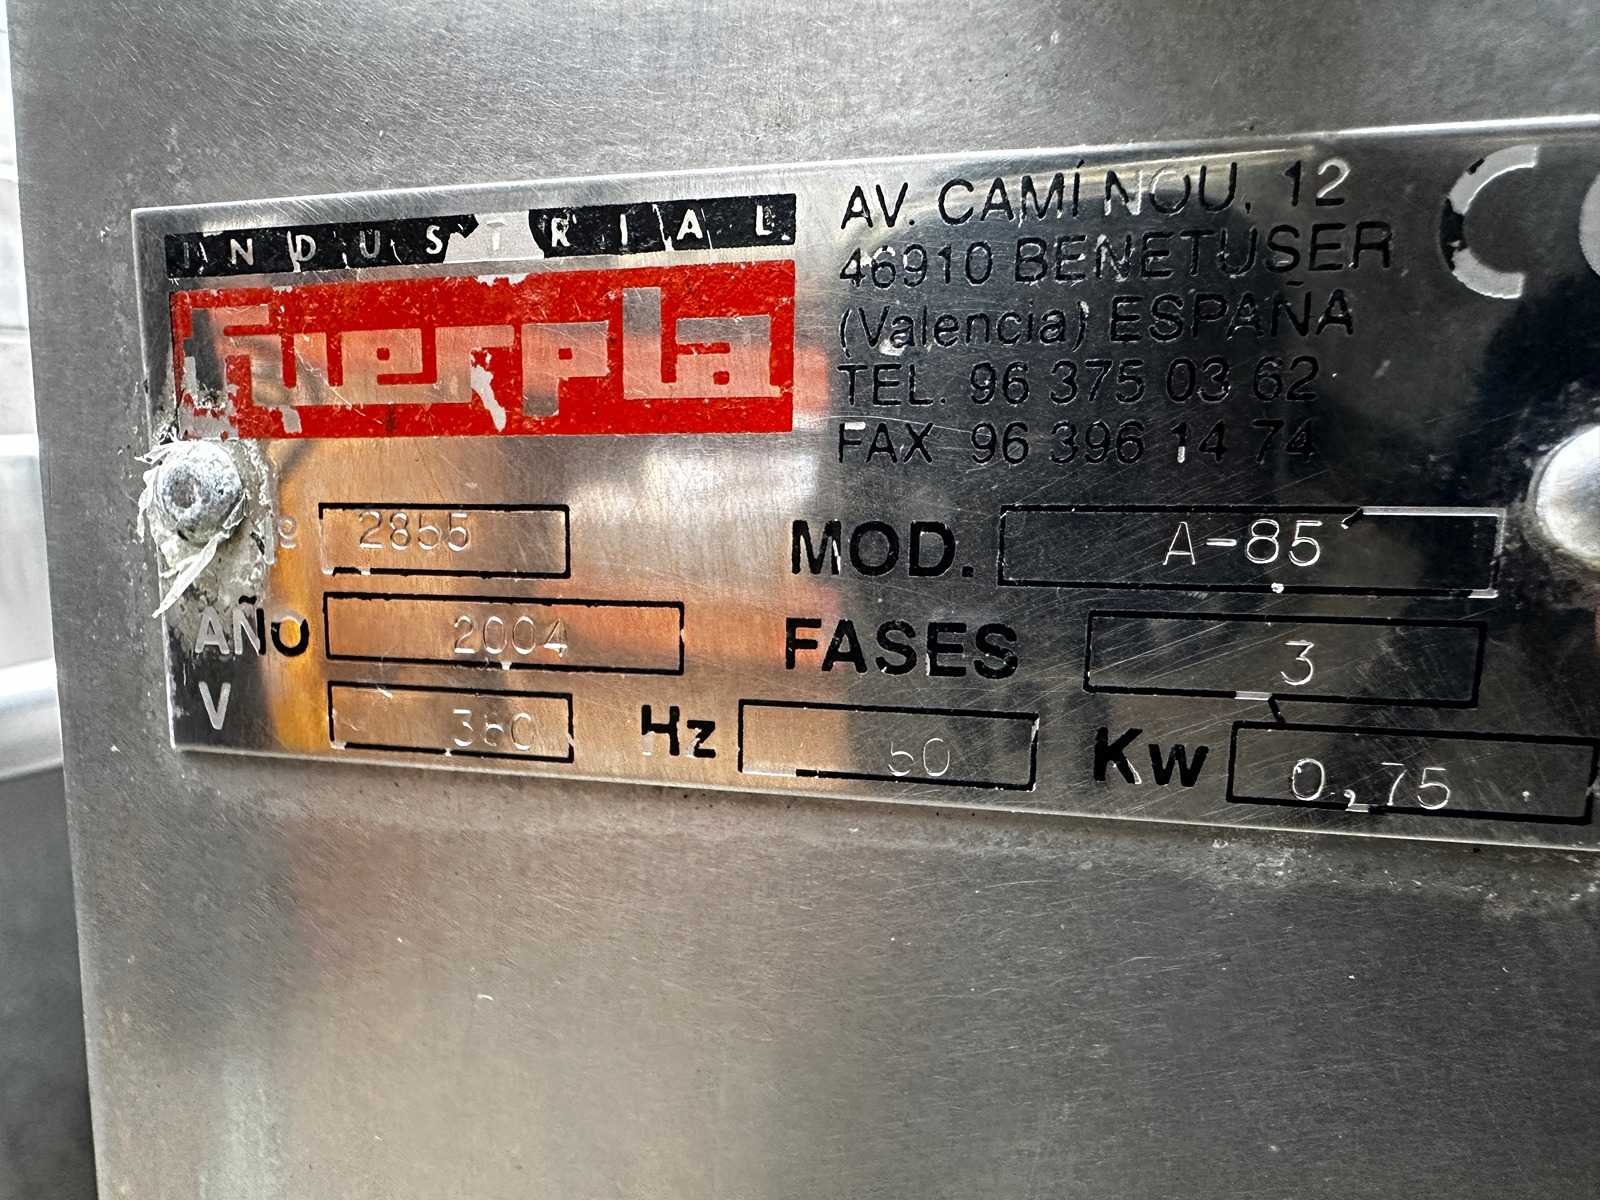 INDUSTRIAL
fuerpla
AV. CAMÍ NOU, 12
46910 BENETUSER
(Valencia) ESPAÑA
TEL. 96 375 03 62
FAX 96 396 14 74
2855
MOD. A-85
AÑO 2004
FASES 3
V 380
Hz 50
Kw 0,75